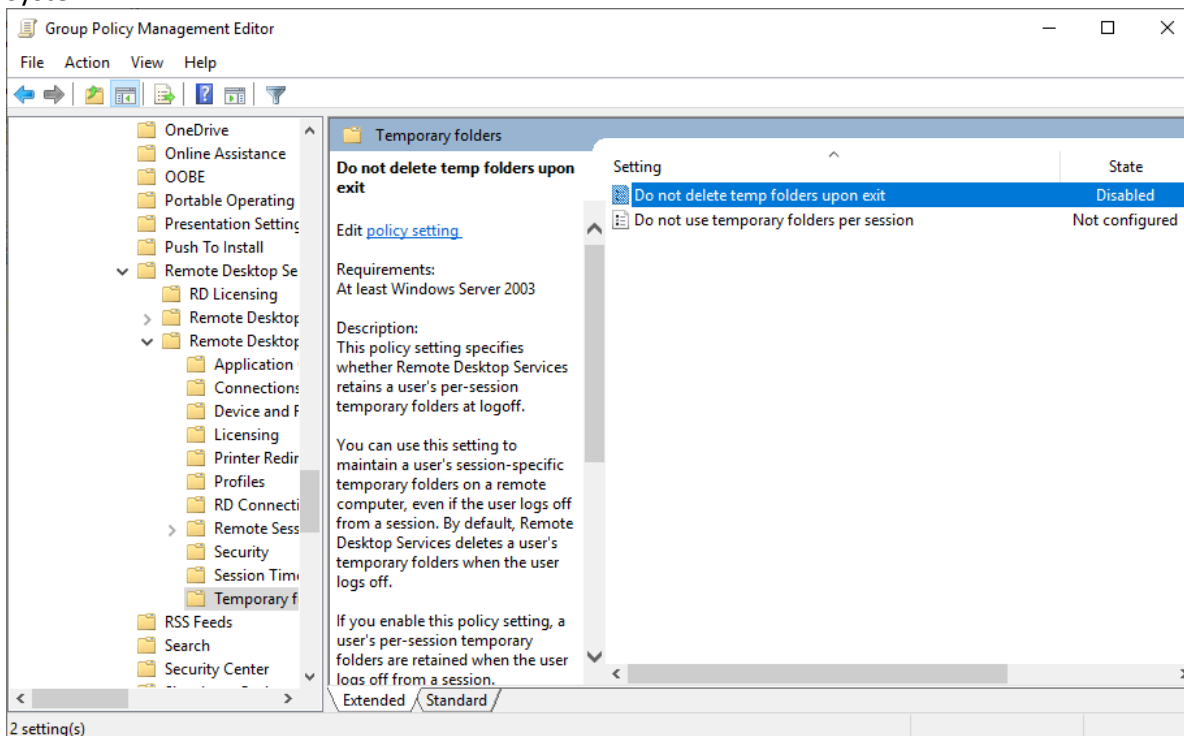 Group Policy Management Editor
File Action View Help
OneDrive
Online Assistance
OOBE
Portable Operating
Presentation Setting
Push To Install
Remote Desktop Se
RD Licensing
Remote Desktop
Remote Desktop
Application
Connections
Device and F
Licensing
Printer Redir
Profiles
RD Connecti
Remote Sess
Security
Session Time
Temporary f
RSS Feeds
Search
Security Center
Temporary folders
Do not delete temp folders upon
exit
Edit policy setting
Requirements:
At least Windows Server 2003
Description:
This policy setting specifies
whether Remote Desktop Services
retains a user's per-session
temporary folders at logoff.
You can use this setting to
maintain a user's session-specific
temporary folders on a remote
computer, even if the user logs off
from a session. By default, Remote
Desktop Services deletes a user's
temporary folders when the user
logs off.
If you enable this policy setting, a
user's per-session temporary
folders are retained when the user
logs off from a session.
Setting State
Do not delete temp folders upon exit Disabled
Do not use temporary folders per session Not configured
Extended Standard
2 setting(s)